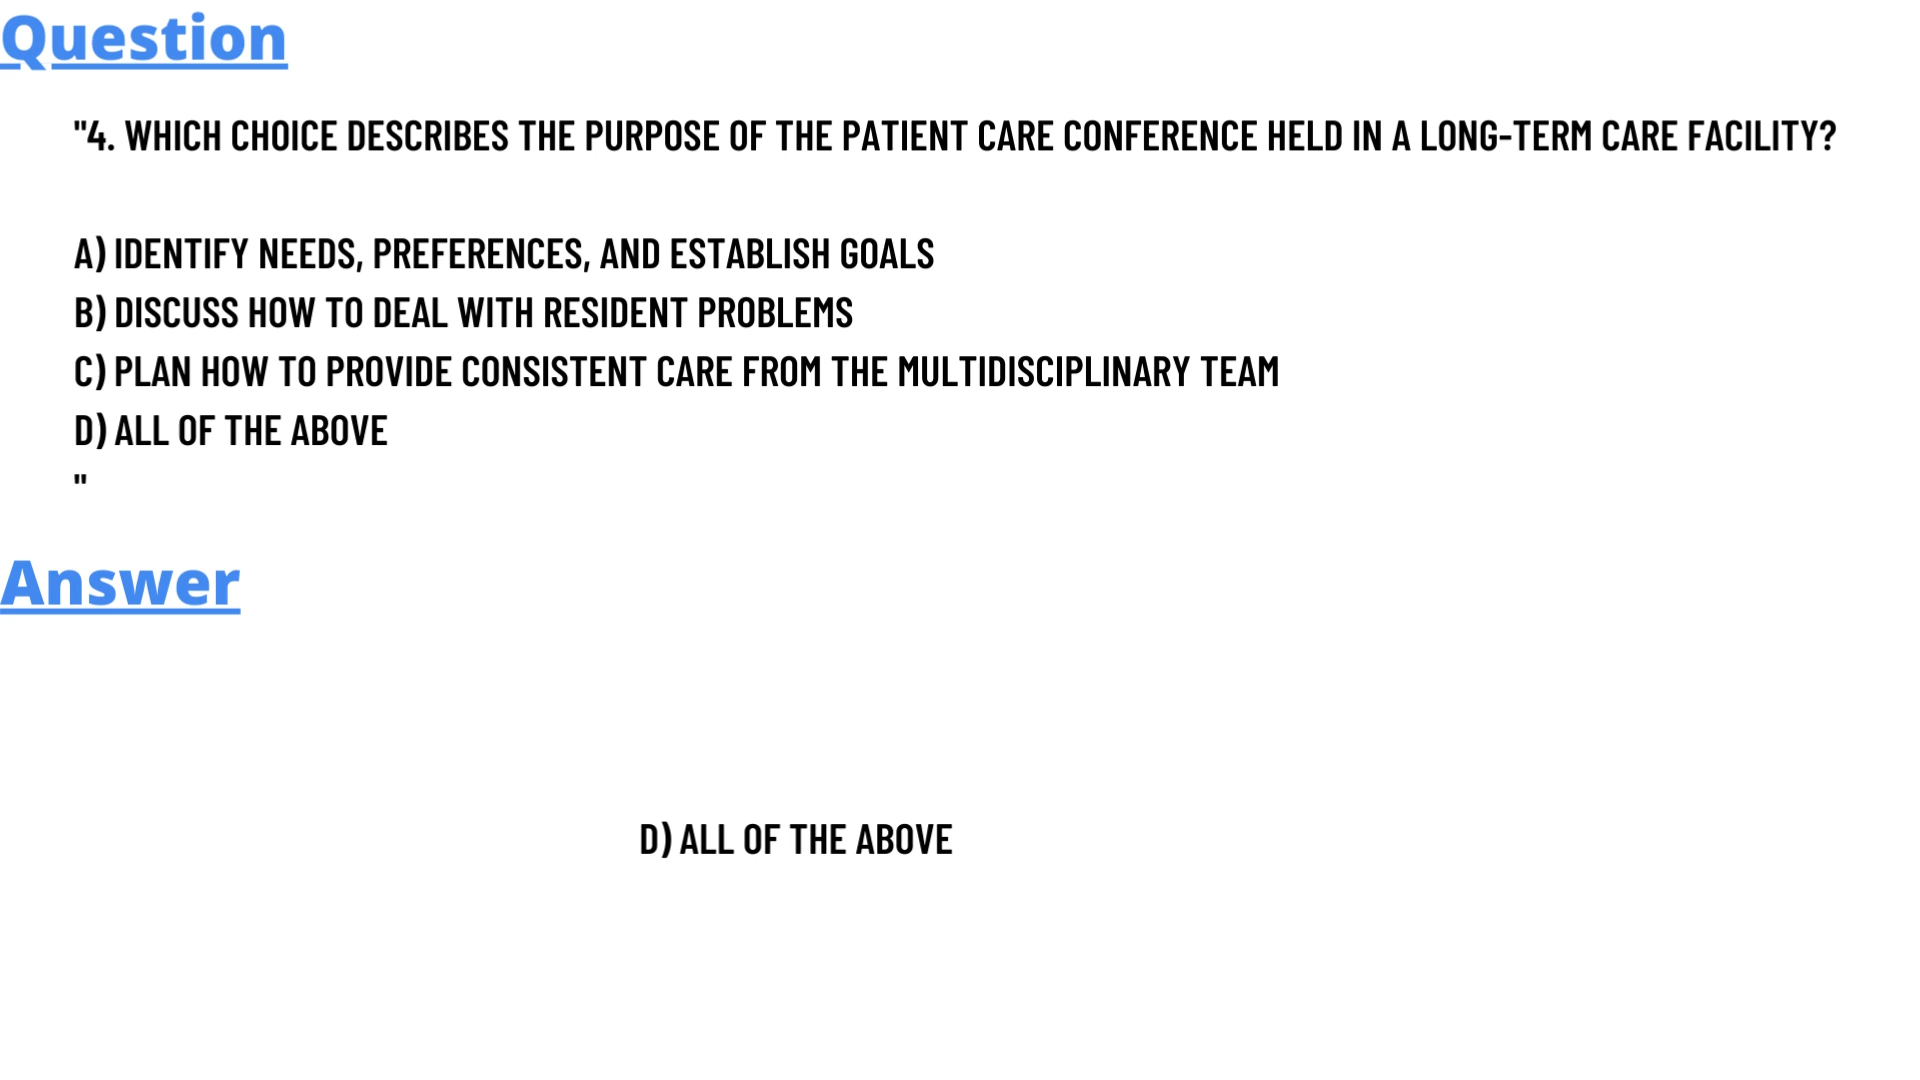 Question
"4. WHICH CHOICE DESCRIBES THE PURPOSE OF THE PATIENT CARE CONFERENCE HELD IN A LONG-TERM CARE FACILITY?
A) IDENTIFY NEEDS, PREFERENCES, AND ESTABLISH GOALS
B) DISCUSS HOW TO DEAL WITH RESIDENT PROBLEMS
C) PLAN HOW TO PROVIDE CONSISTENT CARE FROM THE MULTIDISCIPLINARY TEAM
D) ALL OF THE ABOVE
"
Answer
D) ALL OF THE ABOVE